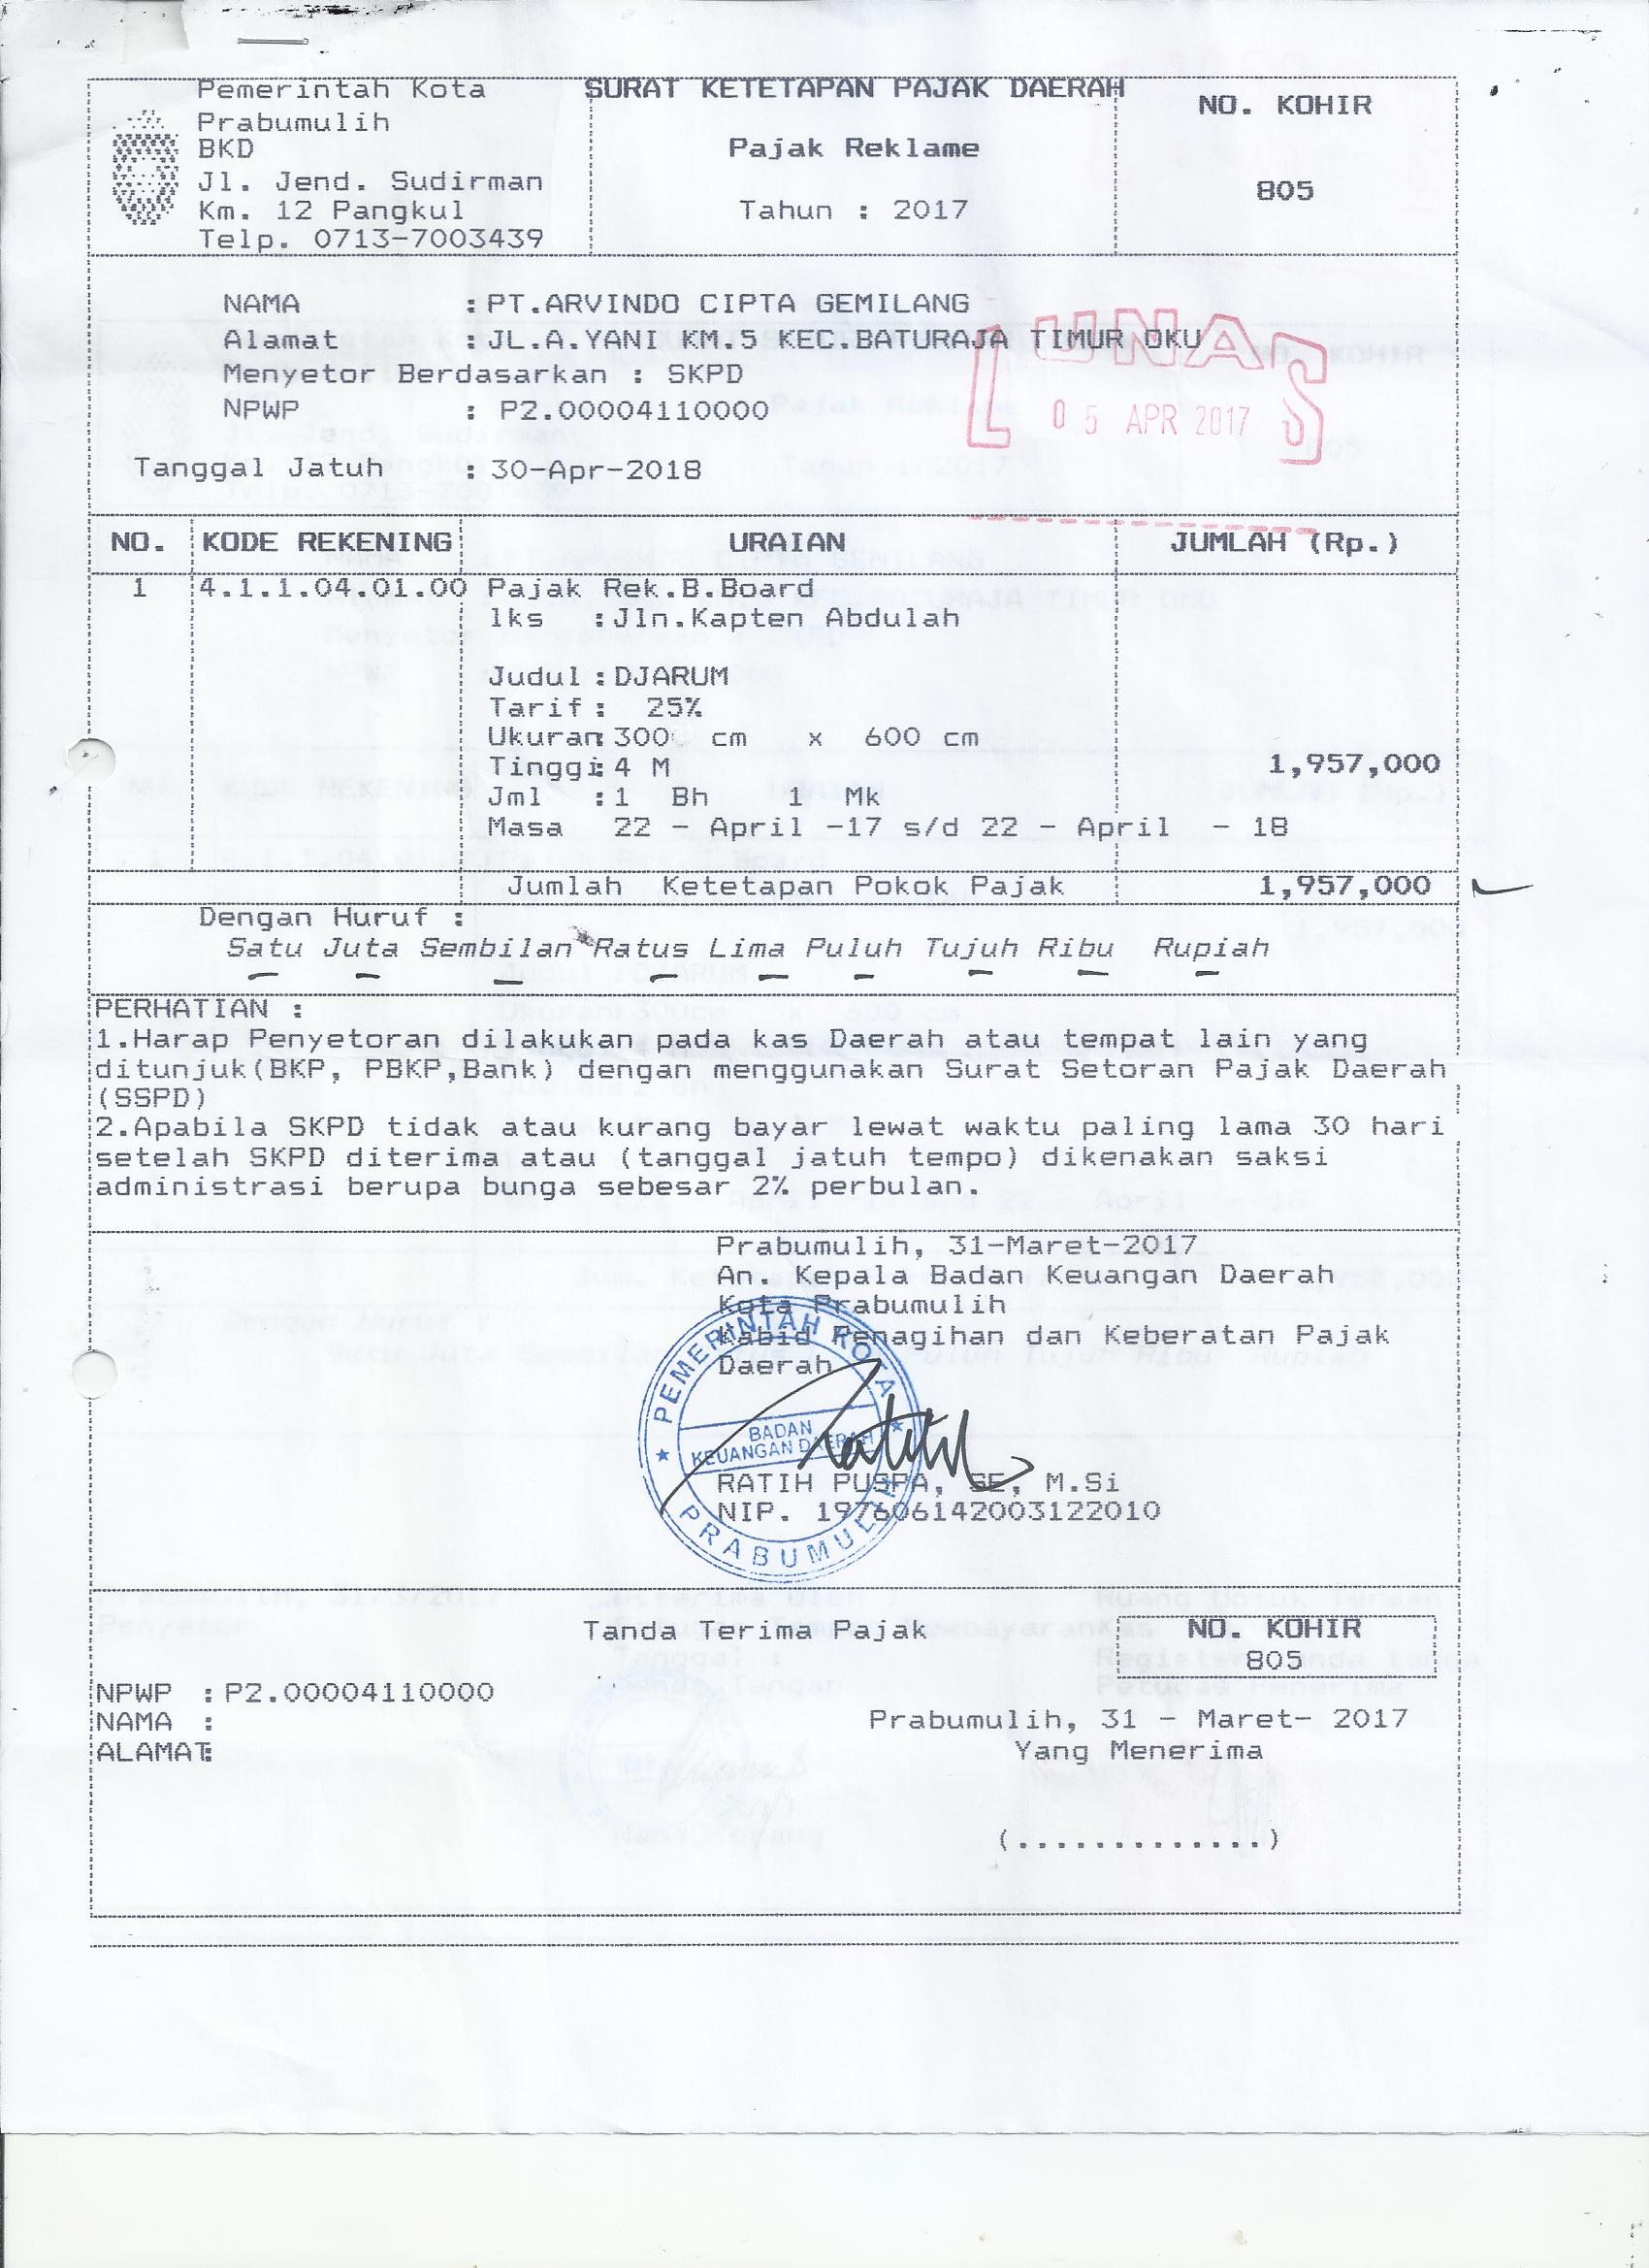 Pemerintah Kota
Prabumulih
BKD
Jl. Jend. Sudirman
Km. 12 Pangkul
Telp. 0713-7003439
SURAT KETETAPAN PAJAK DAERAH
Pajak Reklame
Tahun : 2017
NO. KOHIR
805
NAMA : PT.ARVINDO CIPTA GEMILANG
Alamat : JL.A.YANI KM.5 KEC.BATURAJA TIMUR OKU
Menyetor Berdasarkan : SKPD
NPWP : P2.00004110000
Tanggal Jatuh : 30-Apr-2018
LUNAS
05 APR 2017
NO. KODE REKENING URAIAN JUMLAH (Rp.)
1 4.1.1.04.01.00 Pajak Rek.B.Board
lks :Jln.Kapten Abdulah
Judul : DJARUM
Tarif : 25%
Ukuran: 300 cm x 600 cm
Tinggi: 4 M 1,957,000
Jml : 1 Bh 1 Mk
Masa 22 - April -17 s/d 22 - April - 18
Jumlah Ketetapan Pokok Pajak 1,957,000
Dengan Huruf :
Satu Juta Sembilan Ratus Lima Puluh Tujuh Ribu Rupiah
PERHATIAN :
1.Harap Penyetoran dilakukan pada kas Daerah atau tempat lain yang
ditunjuk(BKP, PBKP,Bank) dengan menggunakan Surat Setoran Pajak Daerah
(SSPD)
2.Apabila SKPD tidak atau kurang bayar lewat waktu paling lama 30 hari
setelah SKPD diterima atau (tanggal jatuh tempo) dikenakan saksi
administrasi berupa bunga sebesar 2% perbulan.
Prabumulih, 31-Maret-2017
An. Kepala Badan Keuangan Daerah
Kota Prabumulih
Kabid Penagihan dan Keberatan Pajak
Daerah
PEMERINTAH KOTA
BADAN
KEUANGAN DAERAH
PRABUMULIH
RATIH PUSPA, SE, M.Si
NIP. 197606142003122010
Tanda Terima Pajak
NO. KOHIR
805
NPWP : P2.00004110000
NAMA :
ALAMAT:
Prabumulih, 31 - Maret- 2017
Yang Menerima
(.............)